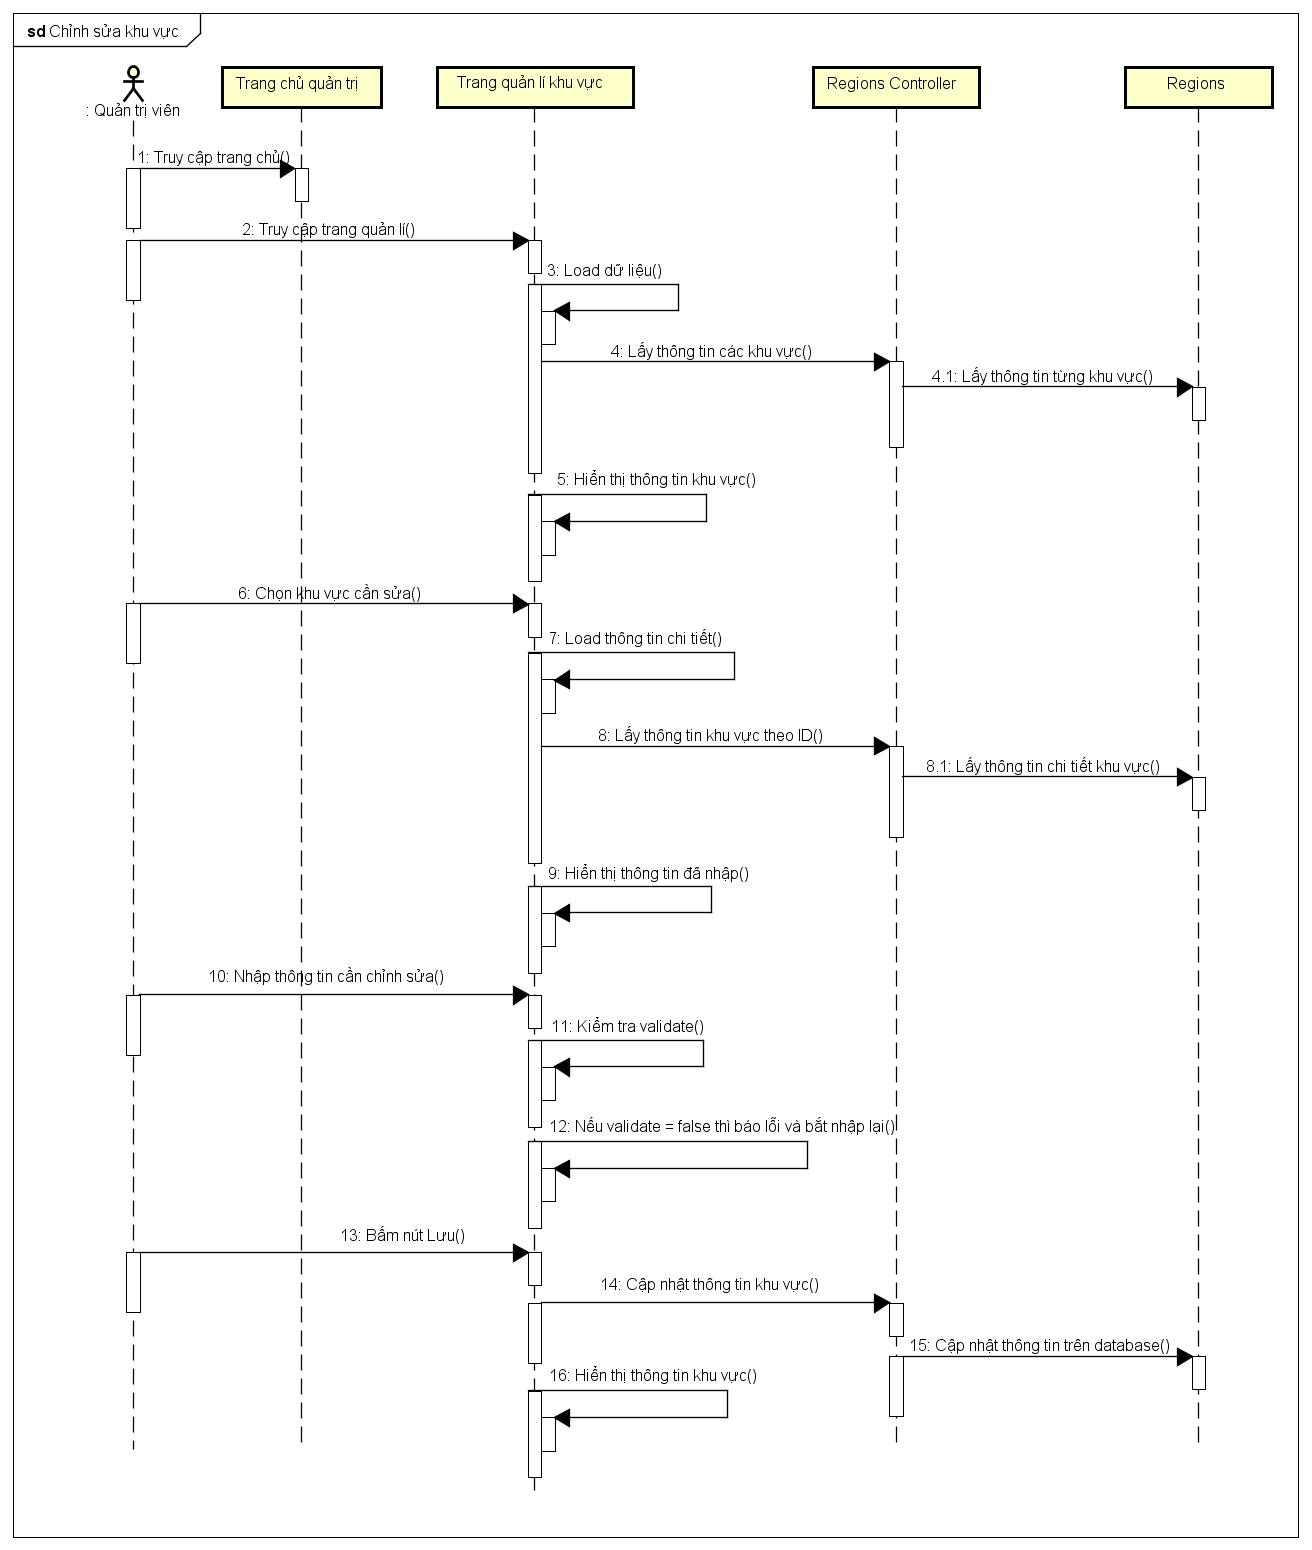 sd Chỉnh sửa khu vực
: Quản trị viên
Trang chủ quản trị
Trang quản lí khu vực
Regions Controller
Regions
1: Truy cập trang chủ()
2: Truy cập trang quản lí()
3: Load dữ liệu()
4: Lấy thông tin các khu vực()
4.1: Lấy thông tin từng khu vực()
5: Hiển thị thông tin khu vực()
6: Chọn khu vực cần sửa()
7: Load thông tin chi tiết()
8: Lấy thông tin khu vực theo ID()
8.1: Lấy thông tin chi tiết khu vực()
9: Hiển thị thông tin đã nhập()
10: Nhập thông tin cần chỉnh sửa()
11: Kiểm tra validate()
12: Nếu validate = false thì báo lỗi và bắt nhập lại()
13: Bấm nút Lưu()
14: Cập nhật thông tin khu vực()
15: Cập nhật thông tin trên database()
16: Hiển thị thông tin khu vực()